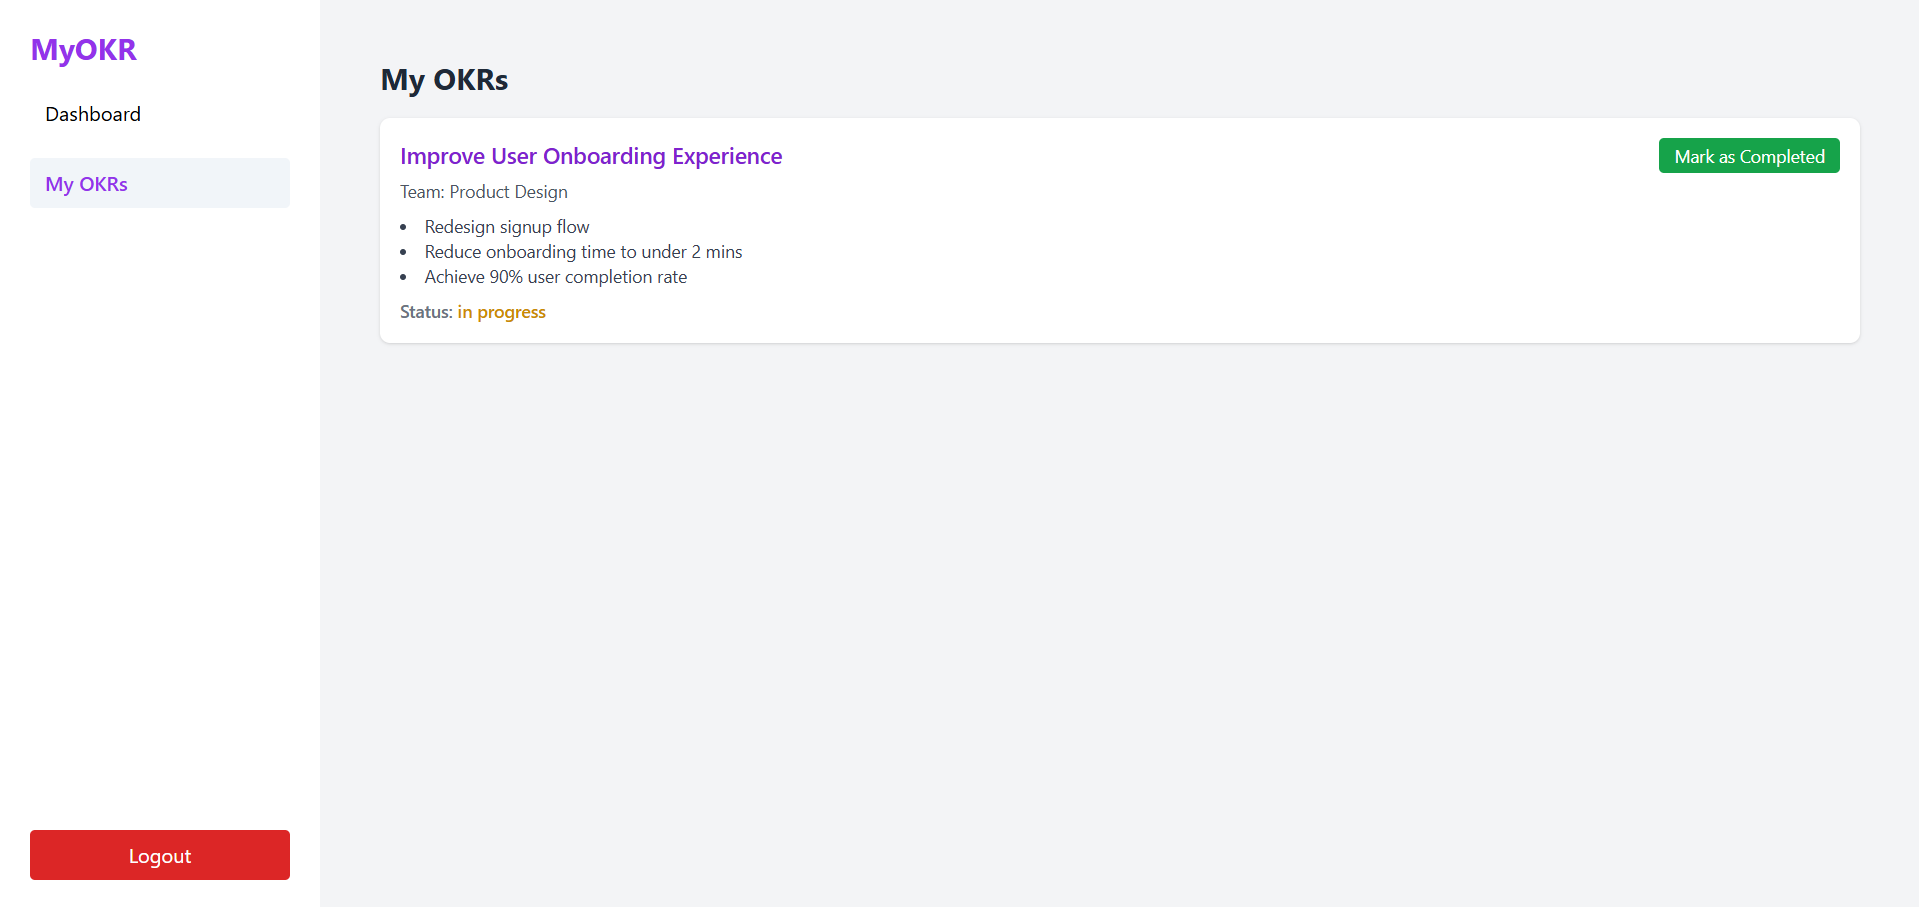 MyOKR
Dashboard
My OKRs
Logout
My OKRs
Improve User Onboarding Experience
Mark as Completed
Team: Product Design
• Redesign signup flow
• Reduce onboarding time to under 2 mins
• Achieve 90% user completion rate
Status: in progress